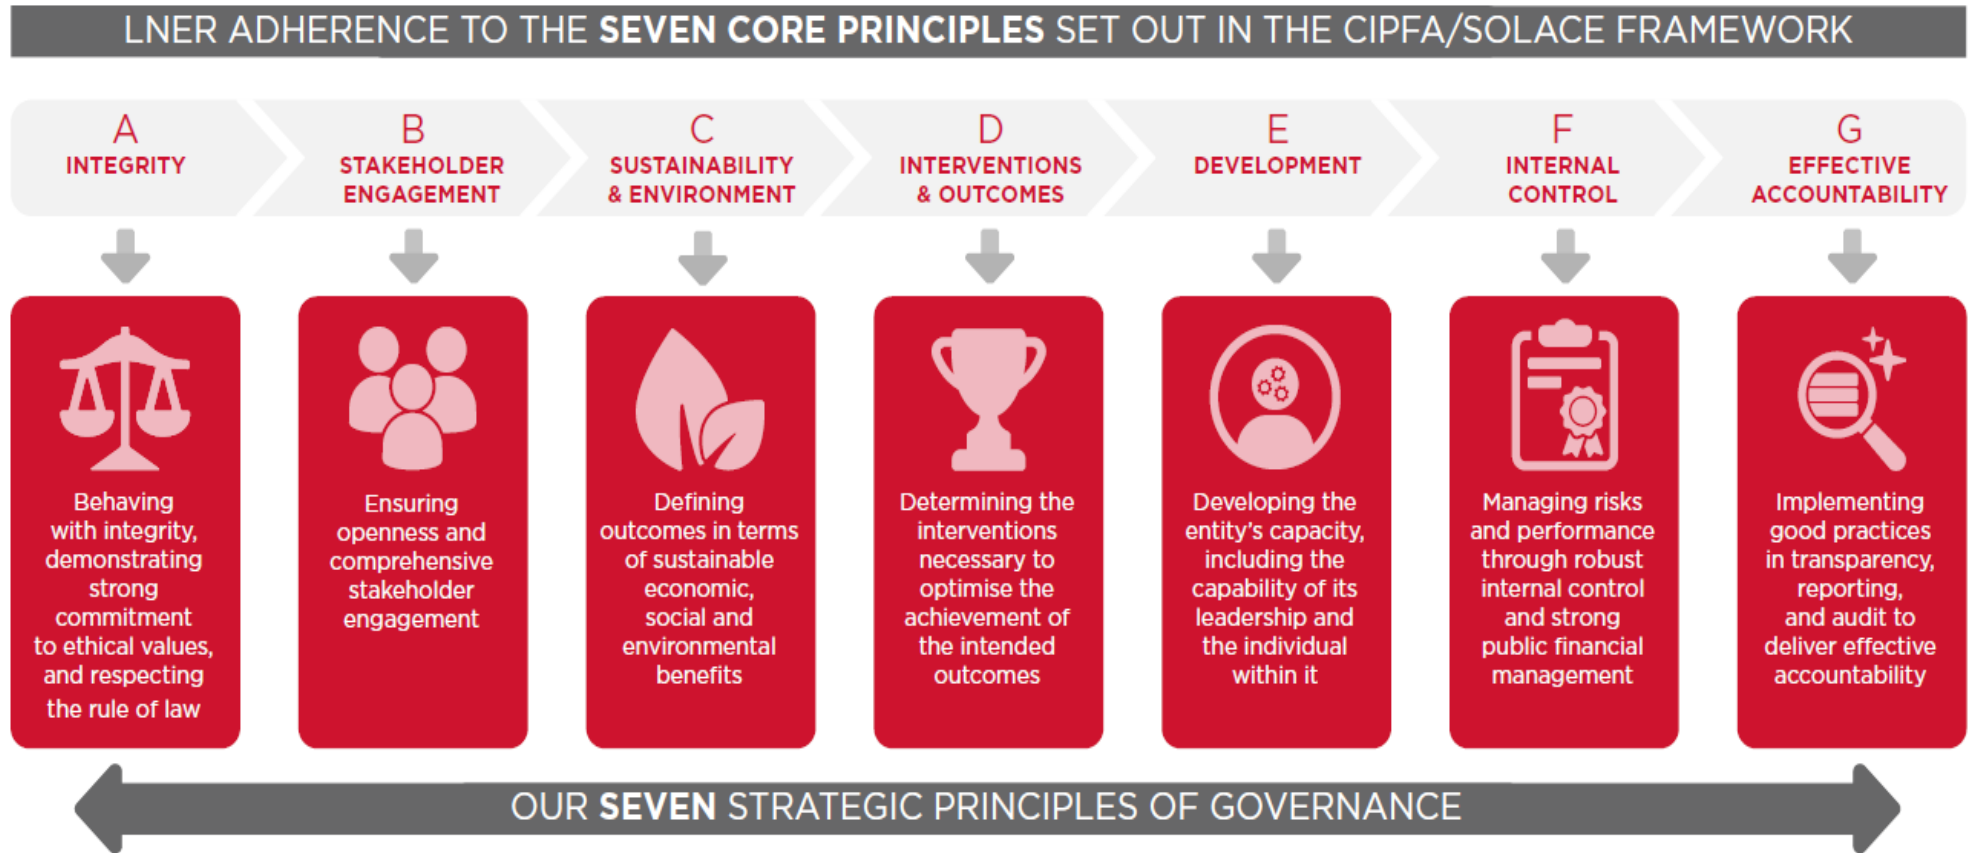 LNER ADHERENCE TO THE SEVEN CORE PRINCIPLES SET OUT IN THE CIPFA/SOLACE FRAMEWORK
A
INTEGRITY
B
STAKEHOLDER
ENGAGEMENT
C
SUSTAINABILITY
& ENVIRONMENT
D
INTERVENTIONS
& OUTCOMES
E
DEVELOPMENT
F
INTERNAL
CONTROL
G
EFFECTIVE
ACCOUNTABILITY
Behaving
with integrity,
demonstrating
strong
commitment
to ethical values,
and respecting
the rule of law
Ensuring
openness and
comprehensive
stakeholder
engagement
Defining
outcomes in terms
of sustainable
economic,
social and
environmental
benefits
Determining the
interventions
necessary to
optimise the
achievement of
the intended
outcomes
Developing the
entity’s capacity,
including the
capability of its
leadership and
the individual
within it
Managing risks
and performance
through robust
internal control
and strong
public financial
management
Implementing
good practices
in transparency,
reporting,
and audit to
deliver effective
accountability
OUR SEVEN STRATEGIC PRINCIPLES OF GOVERNANCE